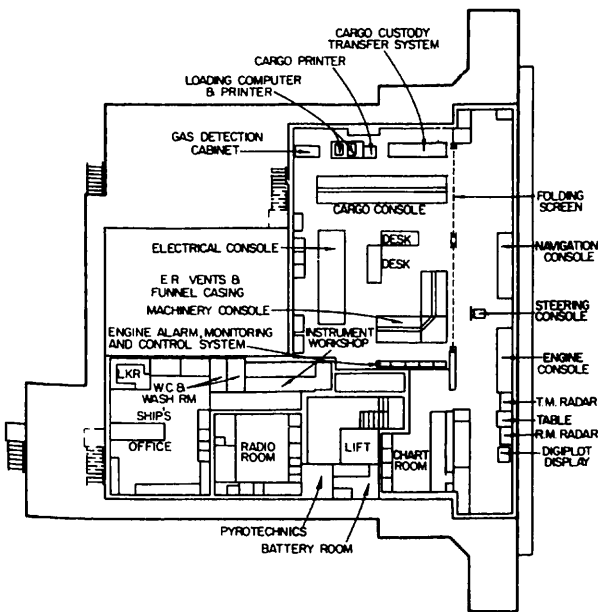 CARGO CUSTODY
TRANSFER SYSTEM
CARGO PRINTER
LOADING COMPUTER
& PRINTER
GAS DETECTION
CABINET
CARGO CONSOLE
FOLDING
SCREEN
DESK
DESK
ELECTRICAL CONSOLE
NAVIGATION
CONSOLE
E.R. VENTS &
FUNNEL CASING
MACHINERY CONSOLE
STEERING
CONSOLE
ENGINE ALARM, MONITORING
AND CONTROL SYSTEM
INSTRUMENT
WORKSHOP
ENGINE
CONSOLE
LKR
W.C &
WASH RM
T.M. RADAR
SHIP'S
OFFICE
TABLE
R.M. RADAR
RADIO
ROOM
LIFT
CHART
ROOM
DIGIPLOT
DISPLAY
PYROTECHNICS
BATTERY ROOM